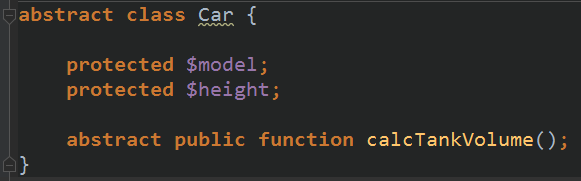 abstract class Car {
protected $model;
protected $height;
abstract public function calcTankVolume();
}